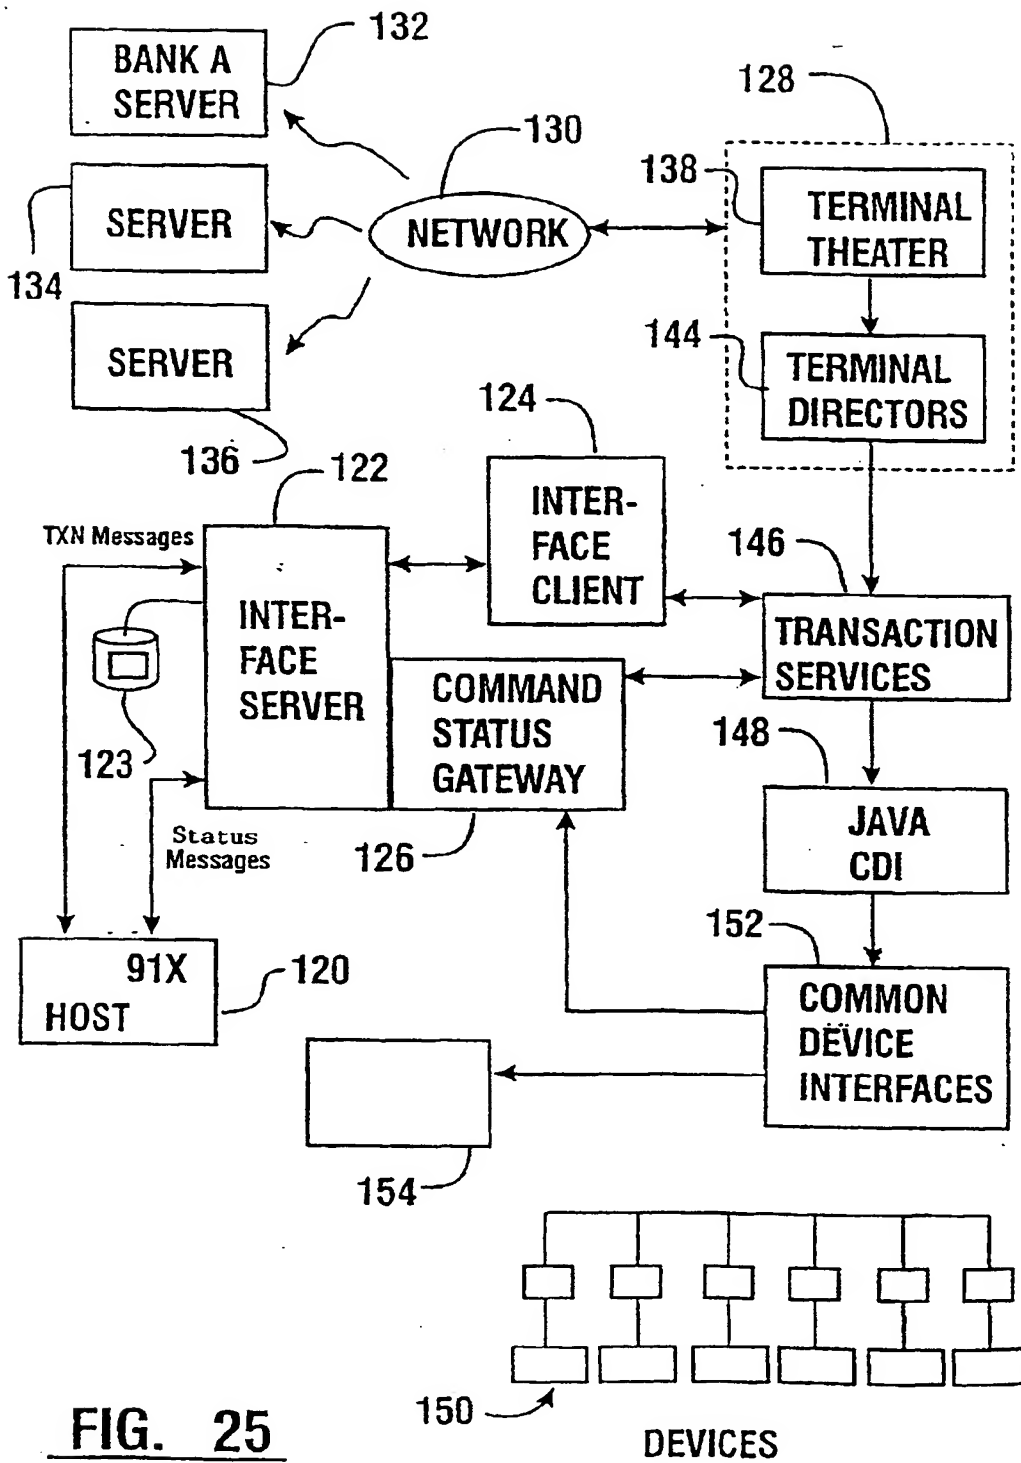 132
BANK A
SERVER
128
130
138
TERMINAL
THEATER
SERVER
NETWORK
134
144
TERMINAL
DIRECTORS
SERVER
124
136
122
INTER-
FACE
CLIENT
TXN Messages
146
INTER-
FACE
SERVER
TRANSACTION
SERVICES
COMMAND
STATUS
GATEWAY
123
148
Status
Messages
126
JAVA
CDI
152
91X
HOST
120
COMMON
DEVICE
INTERFACES
154
150
DEVICES
FIG. 25